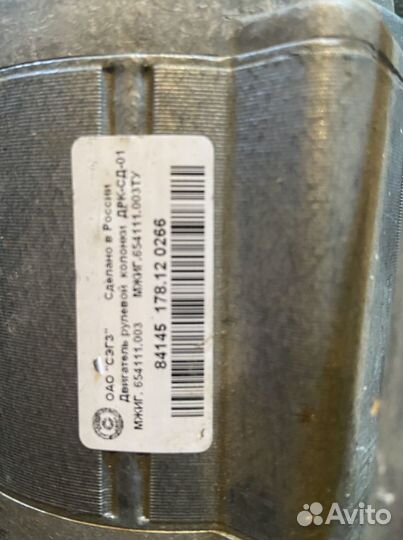 ОАО "СЭГЗ" Сделано в России
Двигатель рулевой колонки ДРК-СД-01
МЖИГ. 654111.003 МЖИГ.654111.003ТУ
84145 178.12 0266
Avito